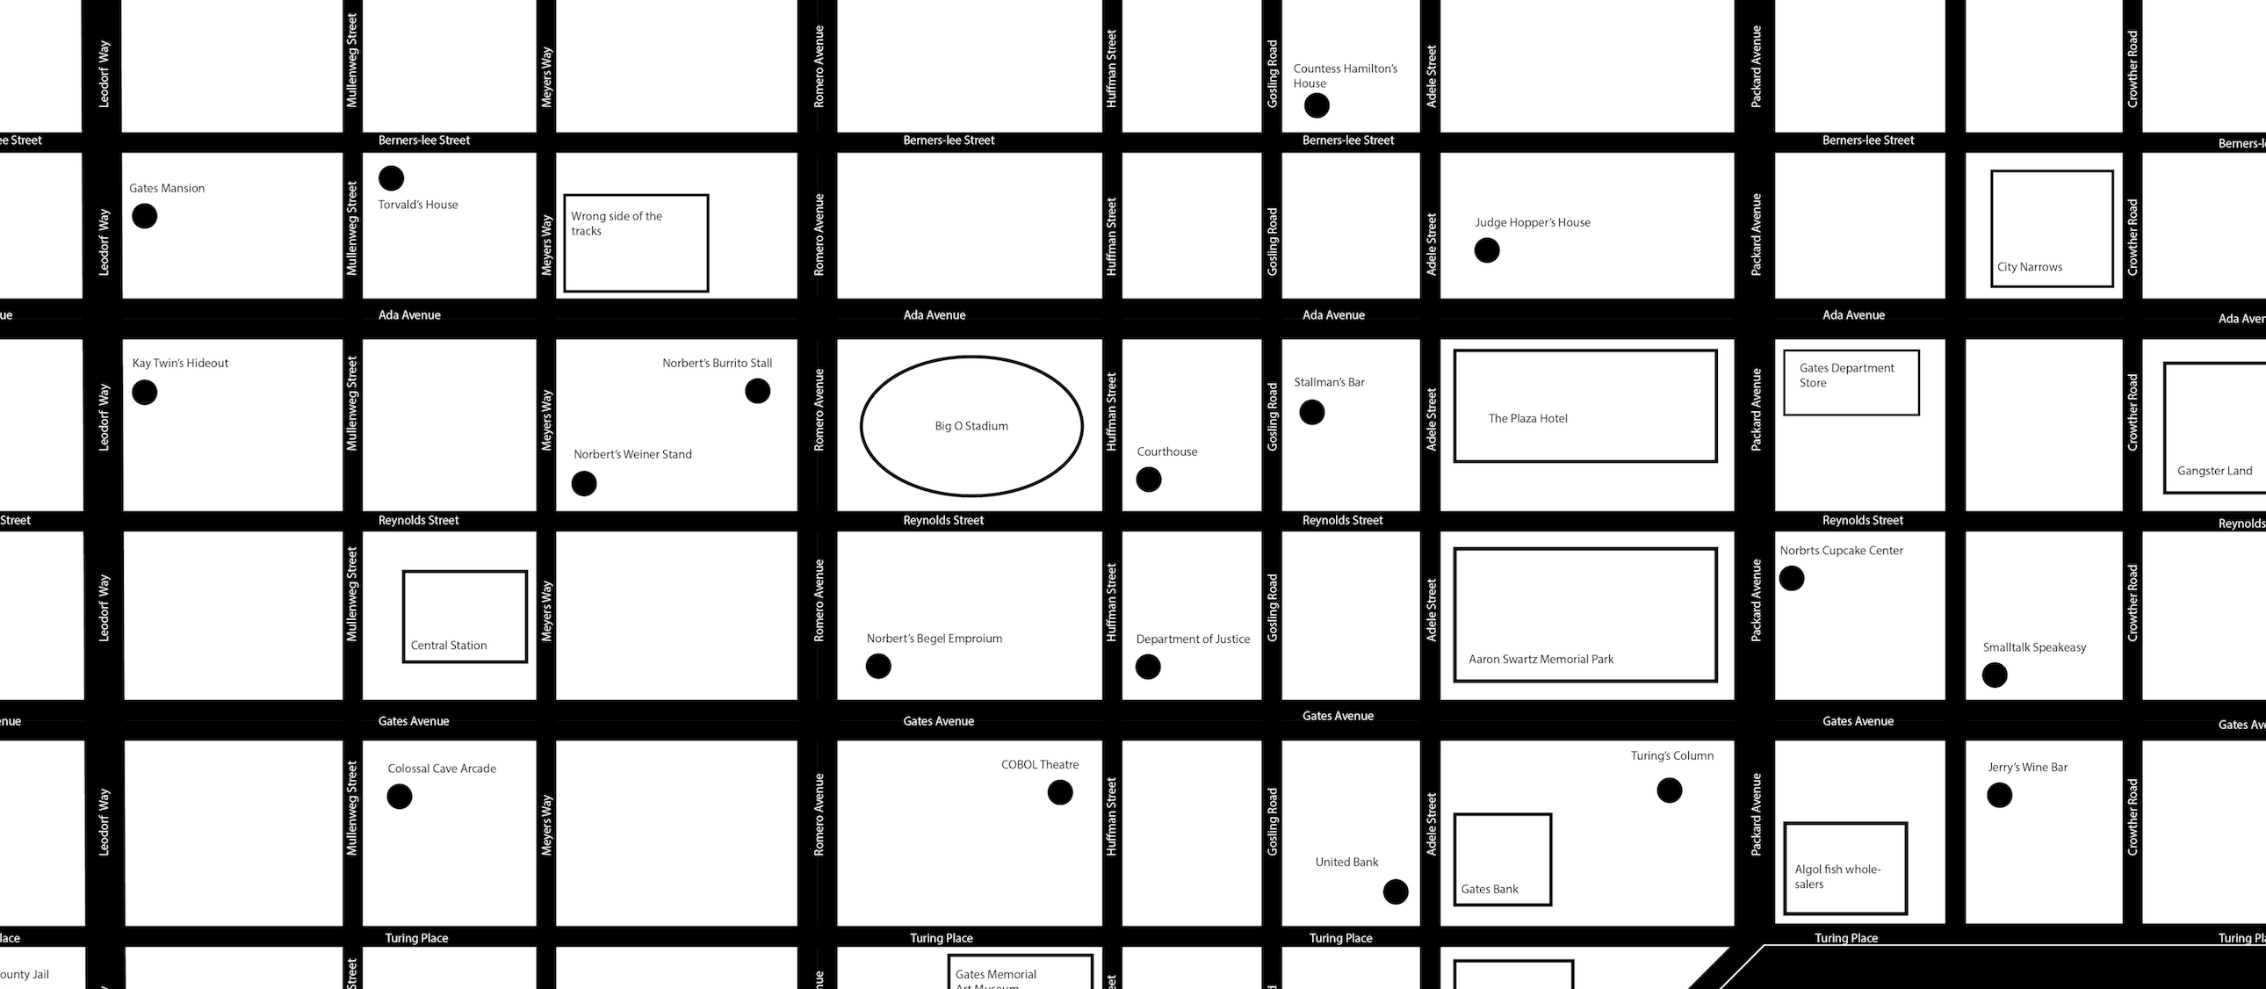 Leodorf Way
Mullenweg Street
Meyers Way
Romero Avenue
Huffman Street
Gosling Road
Countess Hamilton's
House
Adele Street
Packard Avenue
Crowther Road
ee Street
Berners-lee Street
Berners-lee Street
Berners-lee Street
Berners-lee Street
Berners-l
Leodorf Way
Gates Mansion
Mullenweg Street
Torvald's House
Meyers Way
Wrong side of the
tracks
Romero Avenue
Huffman Street
Gosling Road
Adele Street
Judge Hopper's House
Packard Avenue
City Narrows
Crowther Road
ue
Ada Avenue
Ada Avenue
Ada Avenue
Ada Avenue
Ada Aven
Leodorf Way
Kay Twin's Hideout
Mullenweg Street
Meyers Way
Norbert's Burrito Stall
Norbert's Weiner Stand
Romero Avenue
Big O Stadium
Huffman Street
Courthouse
Gosling Road
Stallman's Bar
Adele Street
The Plaza Hotel
Packard Avenue
Gates Department
Store
Crowther Road
Gangster Land
Street
Reynolds Street
Reynolds Street
Reynolds Street
Reynolds Street
Reynolds
Leodorf Way
Mullenweg Street
Central Station
Meyers Way
Romero Avenue
Norbert's Begel Emproium
Huffman Street
Department of Justice
Gosling Road
Adele Street
Aaron Swartz Memorial Park
Packard Avenue
Norbrts Cupcake Center
Smalltalk Speakeasy
Crowther Road
enue
Gates Avenue
Gates Avenue
Gates Avenue
Gates Avenue
Gates Ave
Leodorf Way
Mullenweg Street
Colossal Cave Arcade
Meyers Way
Romero Avenue
COBOL Theatre
Huffman Street
Gosling Road
United Bank
Adele Street
Gates Bank
Turing's Column
Packard Avenue
Algol fish whole-
salers
Jerry's Wine Bar
Crowther Road
lace
Turing Place
Turing Place
Turing Place
Turing Place
Turing Pl
ounty Jail
Street
nue
Gates Memorial
Art Museum
eet